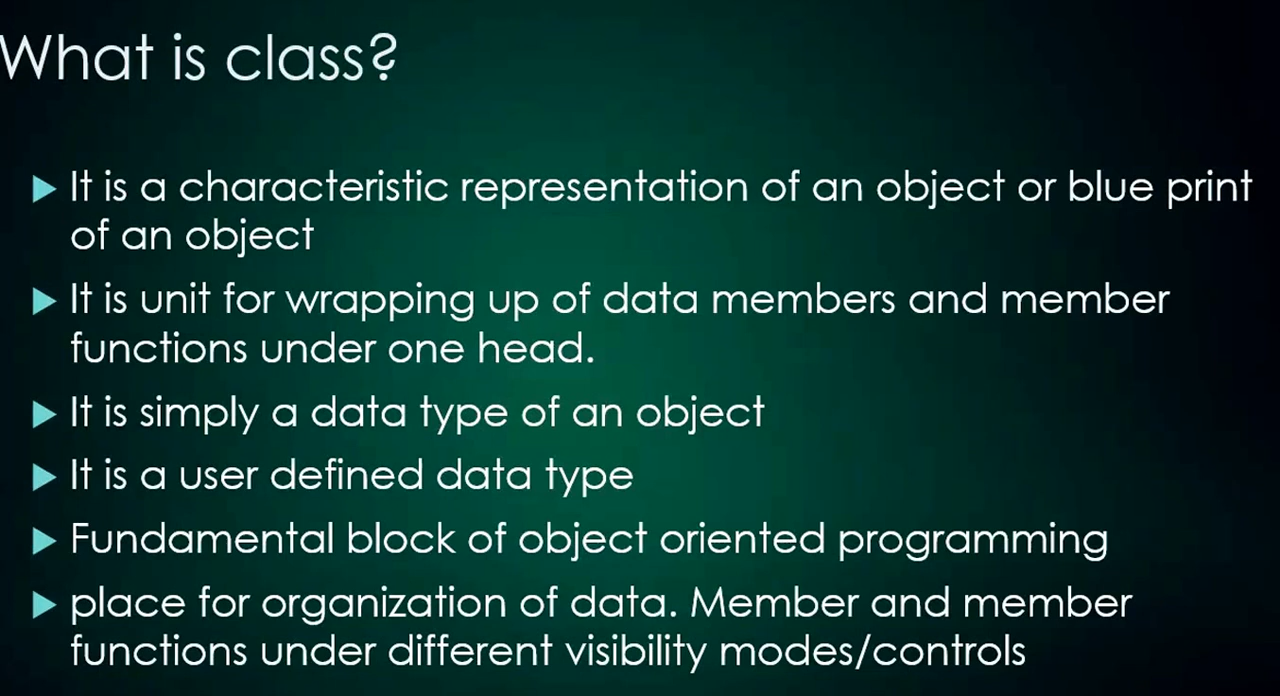 What is class?
It is a characteristic representation of an object or blue print
of an object
It is unit for wrapping up of data members and member
functions under one head.
It is simply a data type of an object
It is a user defined data type
Fundamental block of object oriented programming
place for organization of data. Member and member
functions under different visibility modes/controls